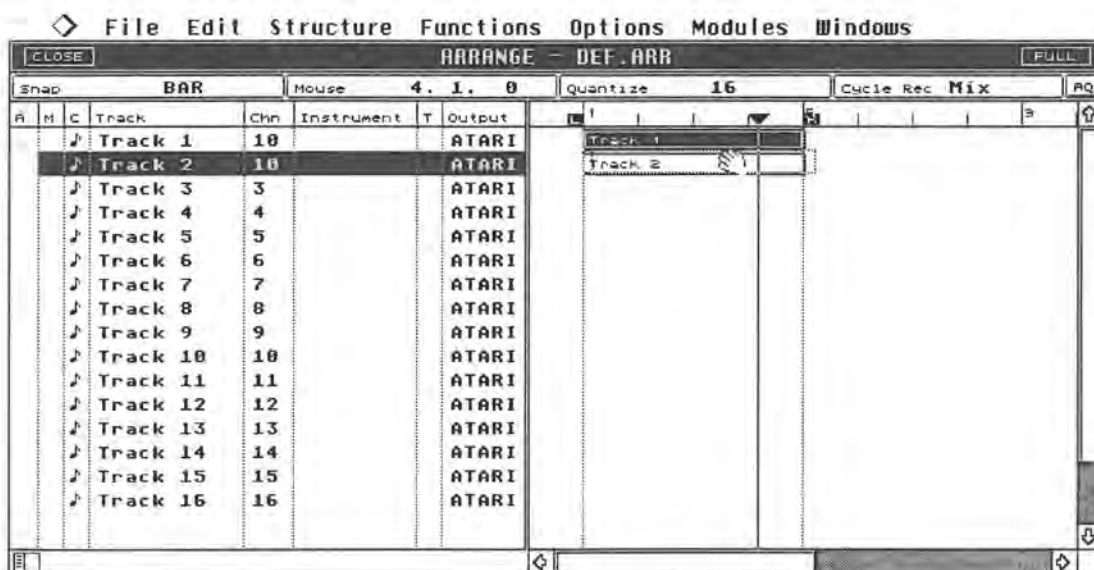 File Edit Structure Functions Options Modules Windows
CLOSE ARRANGE - DEF.ARR FULL
Snap BAR Mouse 4. 1. 0 Quantize 16 Cycle Rec Mix AQ
A M C Track Chn Instrument T Output 1 5 9
Track 1 10 ATARI Track 1
Track 2 10 ATARI Track 2
Track 3 3 ATARI
Track 4 4 ATARI
Track 5 5 ATARI
Track 6 6 ATARI
Track 7 7 ATARI
Track 8 8 ATARI
Track 9 9 ATARI
Track 10 10 ATARI
Track 11 11 ATARI
Track 12 12 ATARI
Track 13 13 ATARI
Track 14 14 ATARI
Track 15 15 ATARI
Track 16 16 ATARI